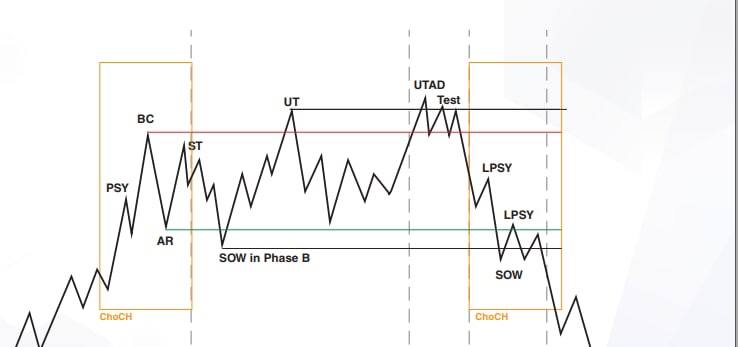 UTAD
UT
Test
BC
ST
LPSY
PSY
LPSY
AR
SOW in Phase B
SOW
ChoCH
ChoCH